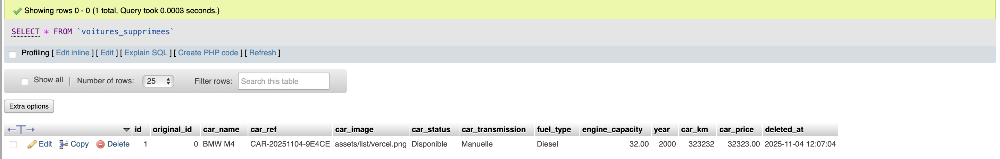 Showing rows 0 - 0 (1 total, Query took 0.0003 seconds.)
SELECT * FROM `voitures_supprimees`
Profiling [ Edit inline ] [ Edit ] [ Explain SQL ] [ Create PHP code ] [ Refresh ]
Show all | Number of rows: 25 Filter rows: Search this table
Extra options
id original_id car_name car_ref car_image car_status car_transmission fuel_type engine_capacity year car_km car_price deleted_at
Edit Copy Delete 1 0 BMW M4 CAR-20251104-9E4CE assets/list/vercel.png Disponible Manuelle Diesel 32.00 2000 323232 32323.00 2025-11-04 12:07:04